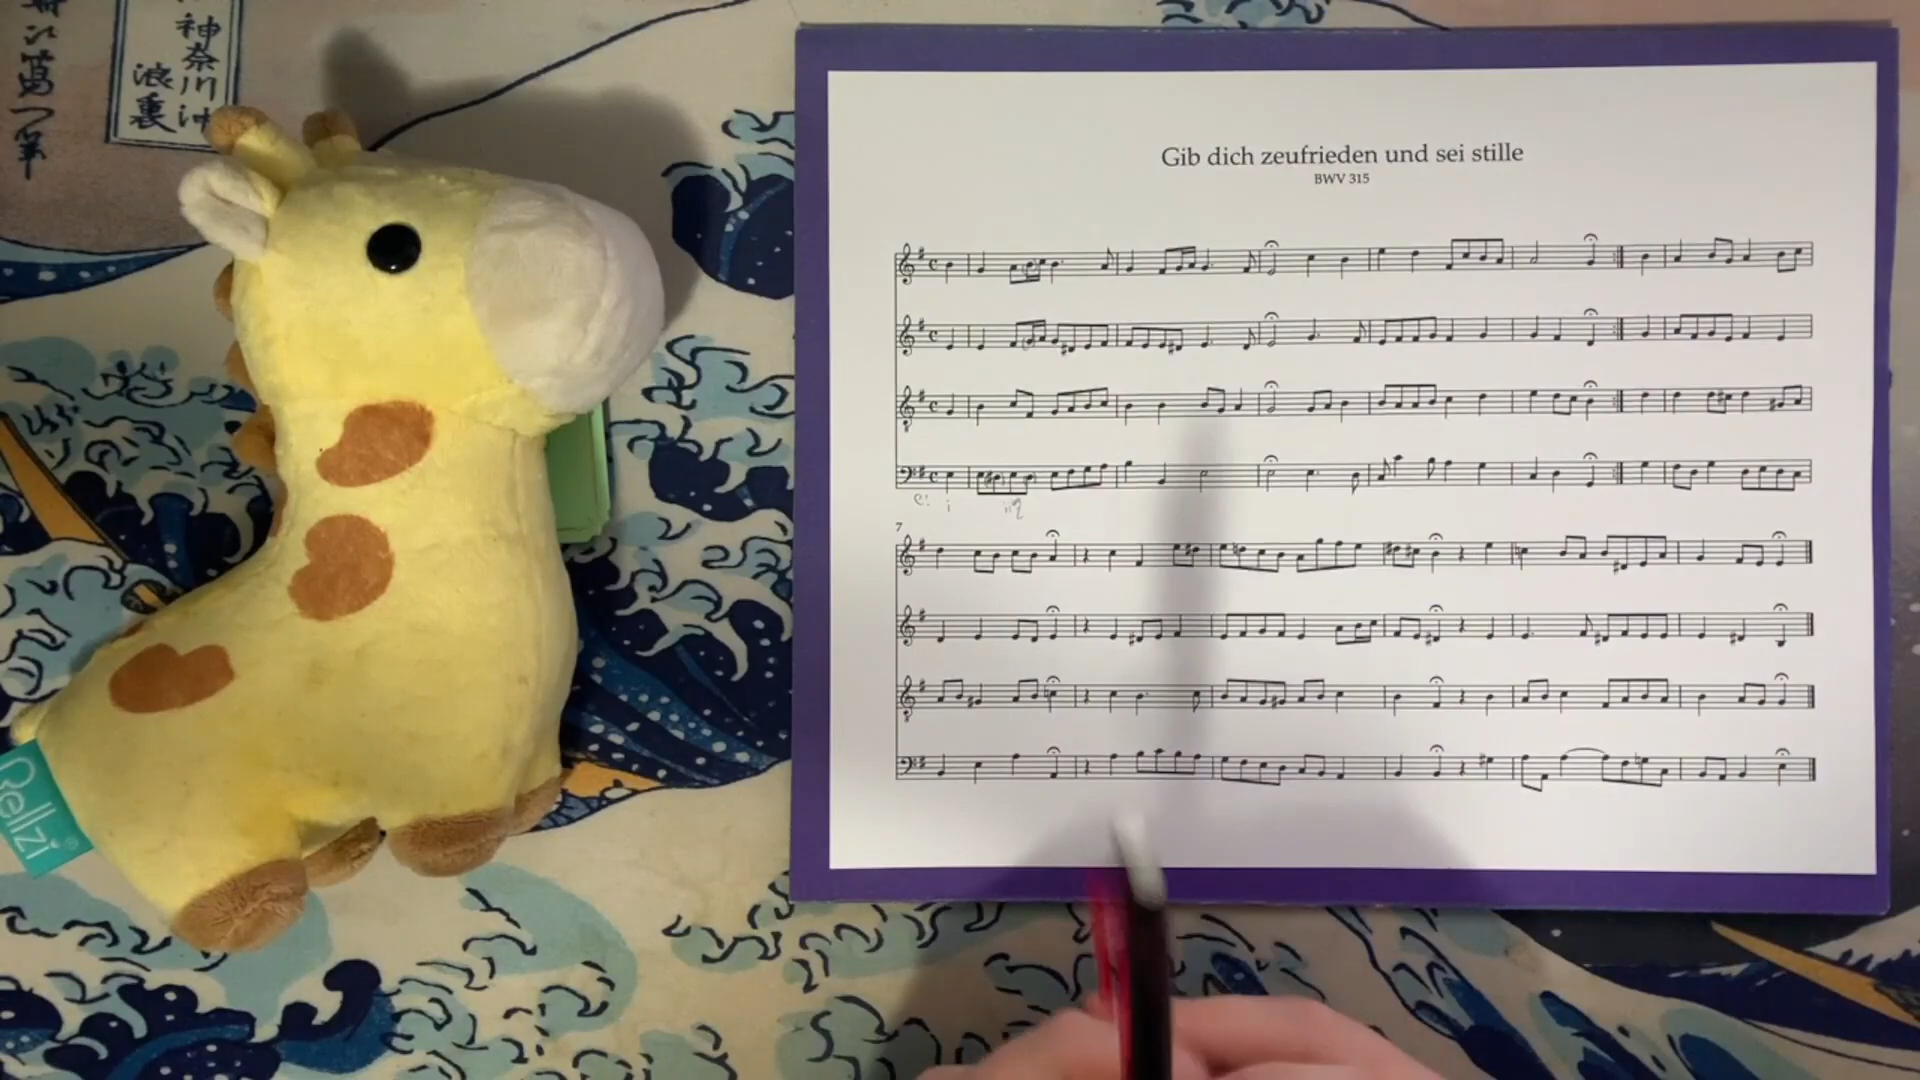 神奈川沖
浪裏
Gib dich zeufrieden und sei stille
BWV 315
e: i
7
Bellzi®